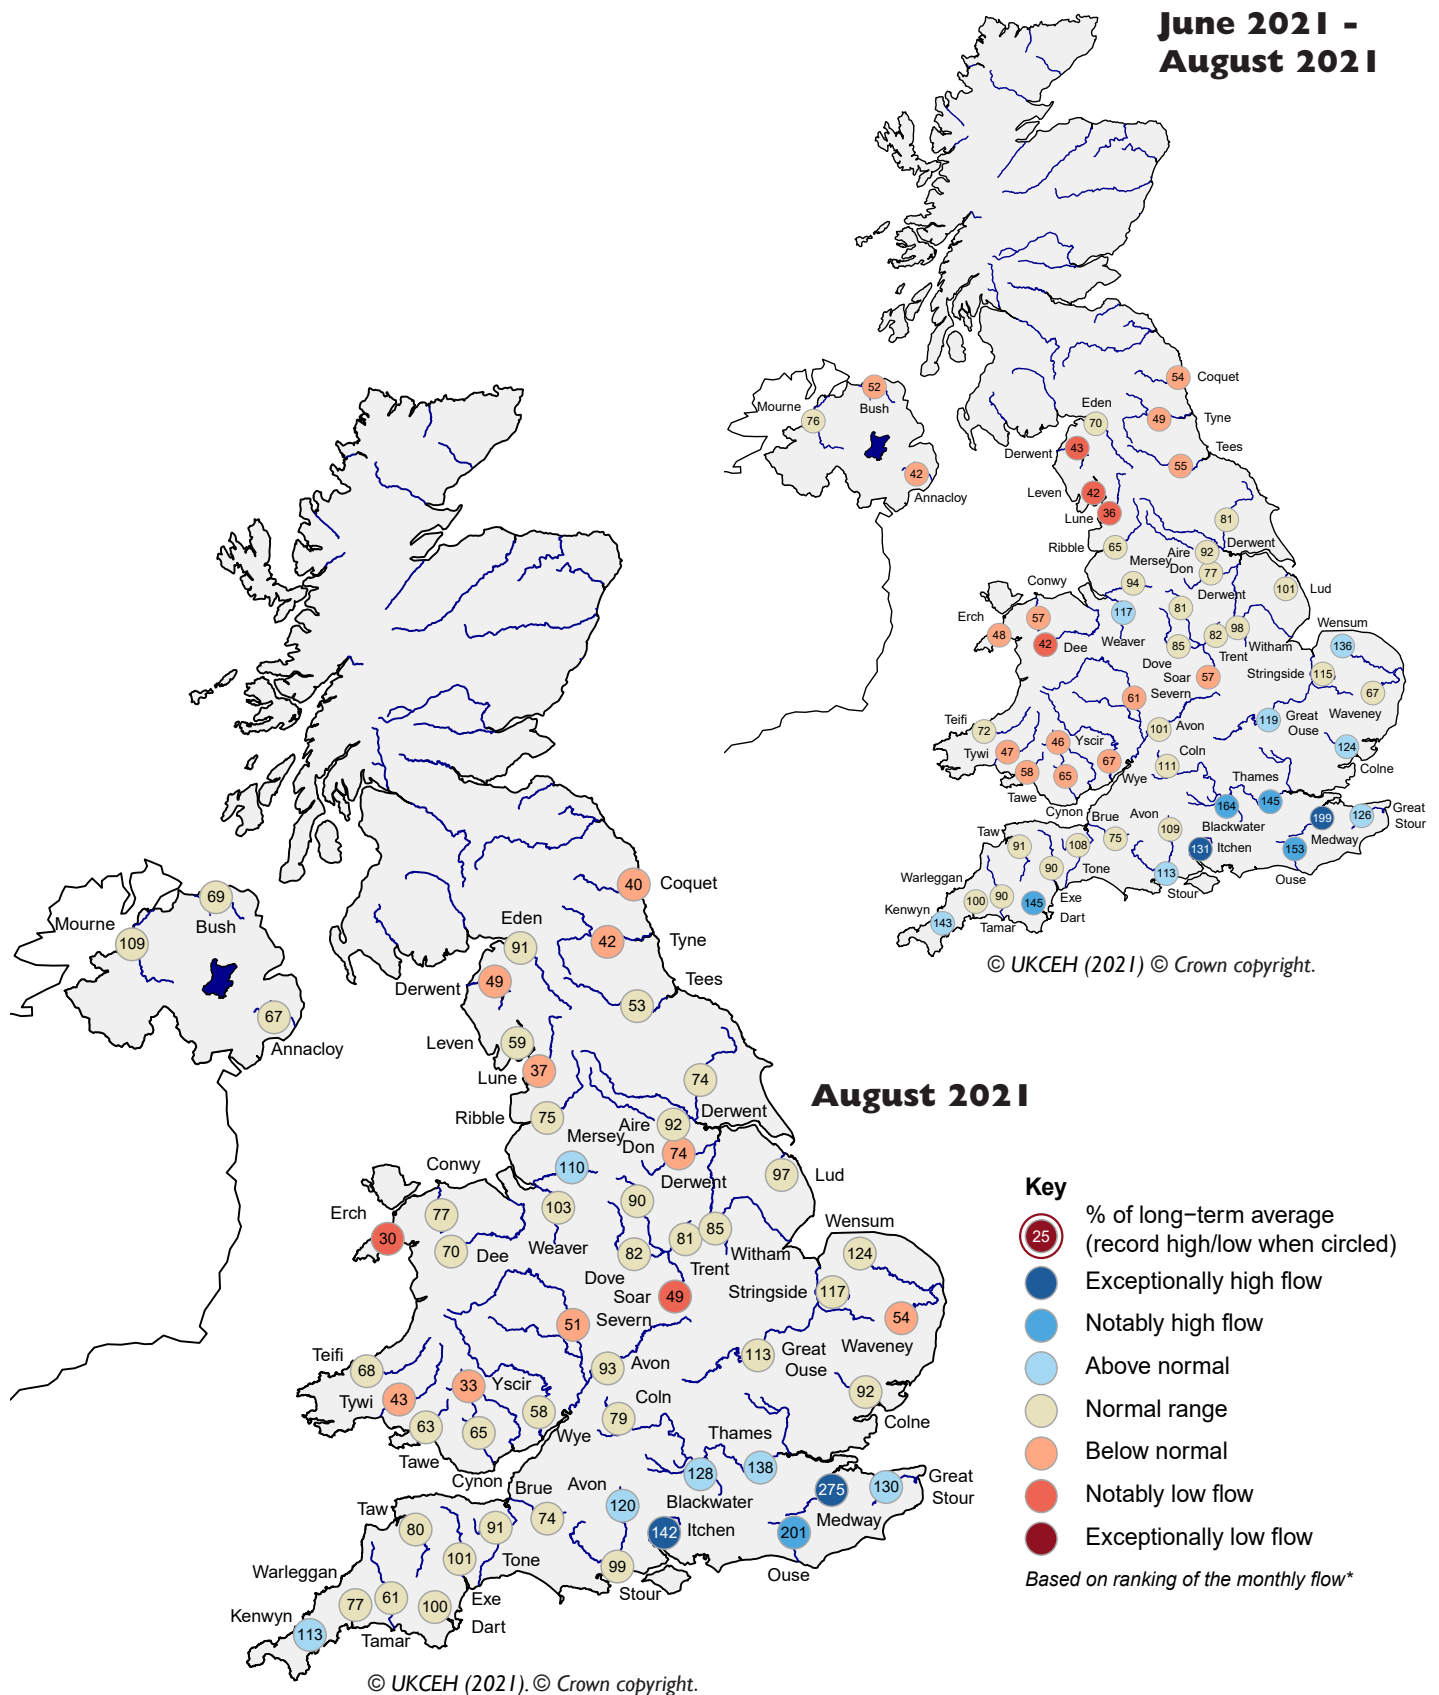 June 2021 -
August 2021
54
Coquet
52
Bush
Mourne
76
Eden
70
49
Tyne
Derwent
43
Tees
55
42
Annacloy
Leven
42
Lune
36
81
Derwent
Ribble
65
Aire
92
Mersey
Don
77
94
Derwent
101
Lud
Conwy
57
117
81
Erch
48
42
Dee
Weaver
82
98
Wensum
136
85
Witham
Dove
Trent
Soar
57
Stringside
115
67
Waveney
61
Severn
Teifi
72
101
Avon
119
Great
Ouse
124
Colne
Tywi
47
46
Yscir
67
Coln
111
58
65
Wye
Tawe
Thames
145
Cynon
164
Blackwater
199
126
Great
Stour
Brue
Avon
109
Medway
Taw
91
108
75
131
Itchen
153
Tone
Ouse
90
113
Stour
Warleggan
100
90
145
Exe
Dart
Kenwyn
143
Tamar
© UKCEH (2021) © Crown copyright.
August 2021
40
Coquet
69
Bush
Mourne
109
Eden
91
42
Tyne
Derwent
49
Tees
53
67
Annacloy
Leven
59
Lune
37
74
Derwent
Ribble
75
Aire
92
Mersey
Don
74
110
Derwent
97
Lud
Conwy
77
103
90
Erch
30
70
Dee
Weaver
82
81
85
Witham
Wensum
124
Dove
Trent
Soar
49
Stringside
117
54
Waveney
51
Severn
Teifi
68
93
Avon
113
Great
Ouse
92
Colne
Tywi
43
33
Yscir
58
Coln
79
63
65
Wye
Tawe
Thames
138
Cynon
128
Blackwater
275
130
Great
Stour
Brue
Avon
120
Medway
Taw
80
91
74
142
Itchen
201
Tone
Ouse
101
99
Stour
Warleggan
77
61
100
Exe
Dart
Kenwyn
113
Tamar
© UKCEH (2021). © Crown copyright.
Key
25
% of long-term average
(record high/low when circled)
Exceptionally high flow
Notably high flow
Above normal
Normal range
Below normal
Notably low flow
Exceptionally low flow
Based on ranking of the monthly flow*